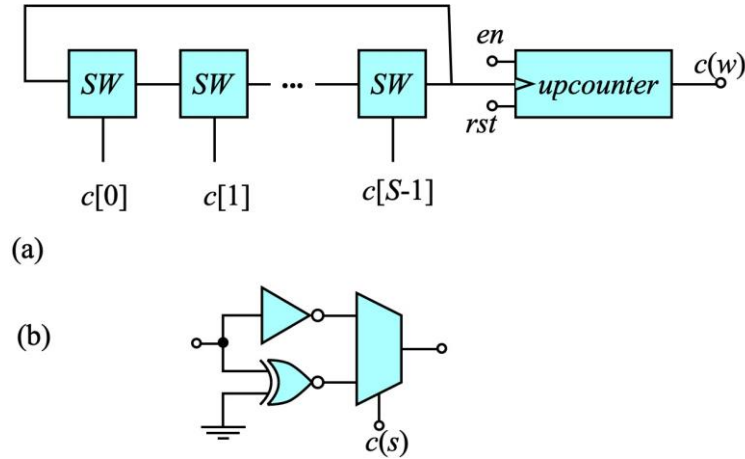 en
SW SW ... SW upcounter c(w)
rst
c[0] c[1] c[S-1]
(a)
(b)
c(s)